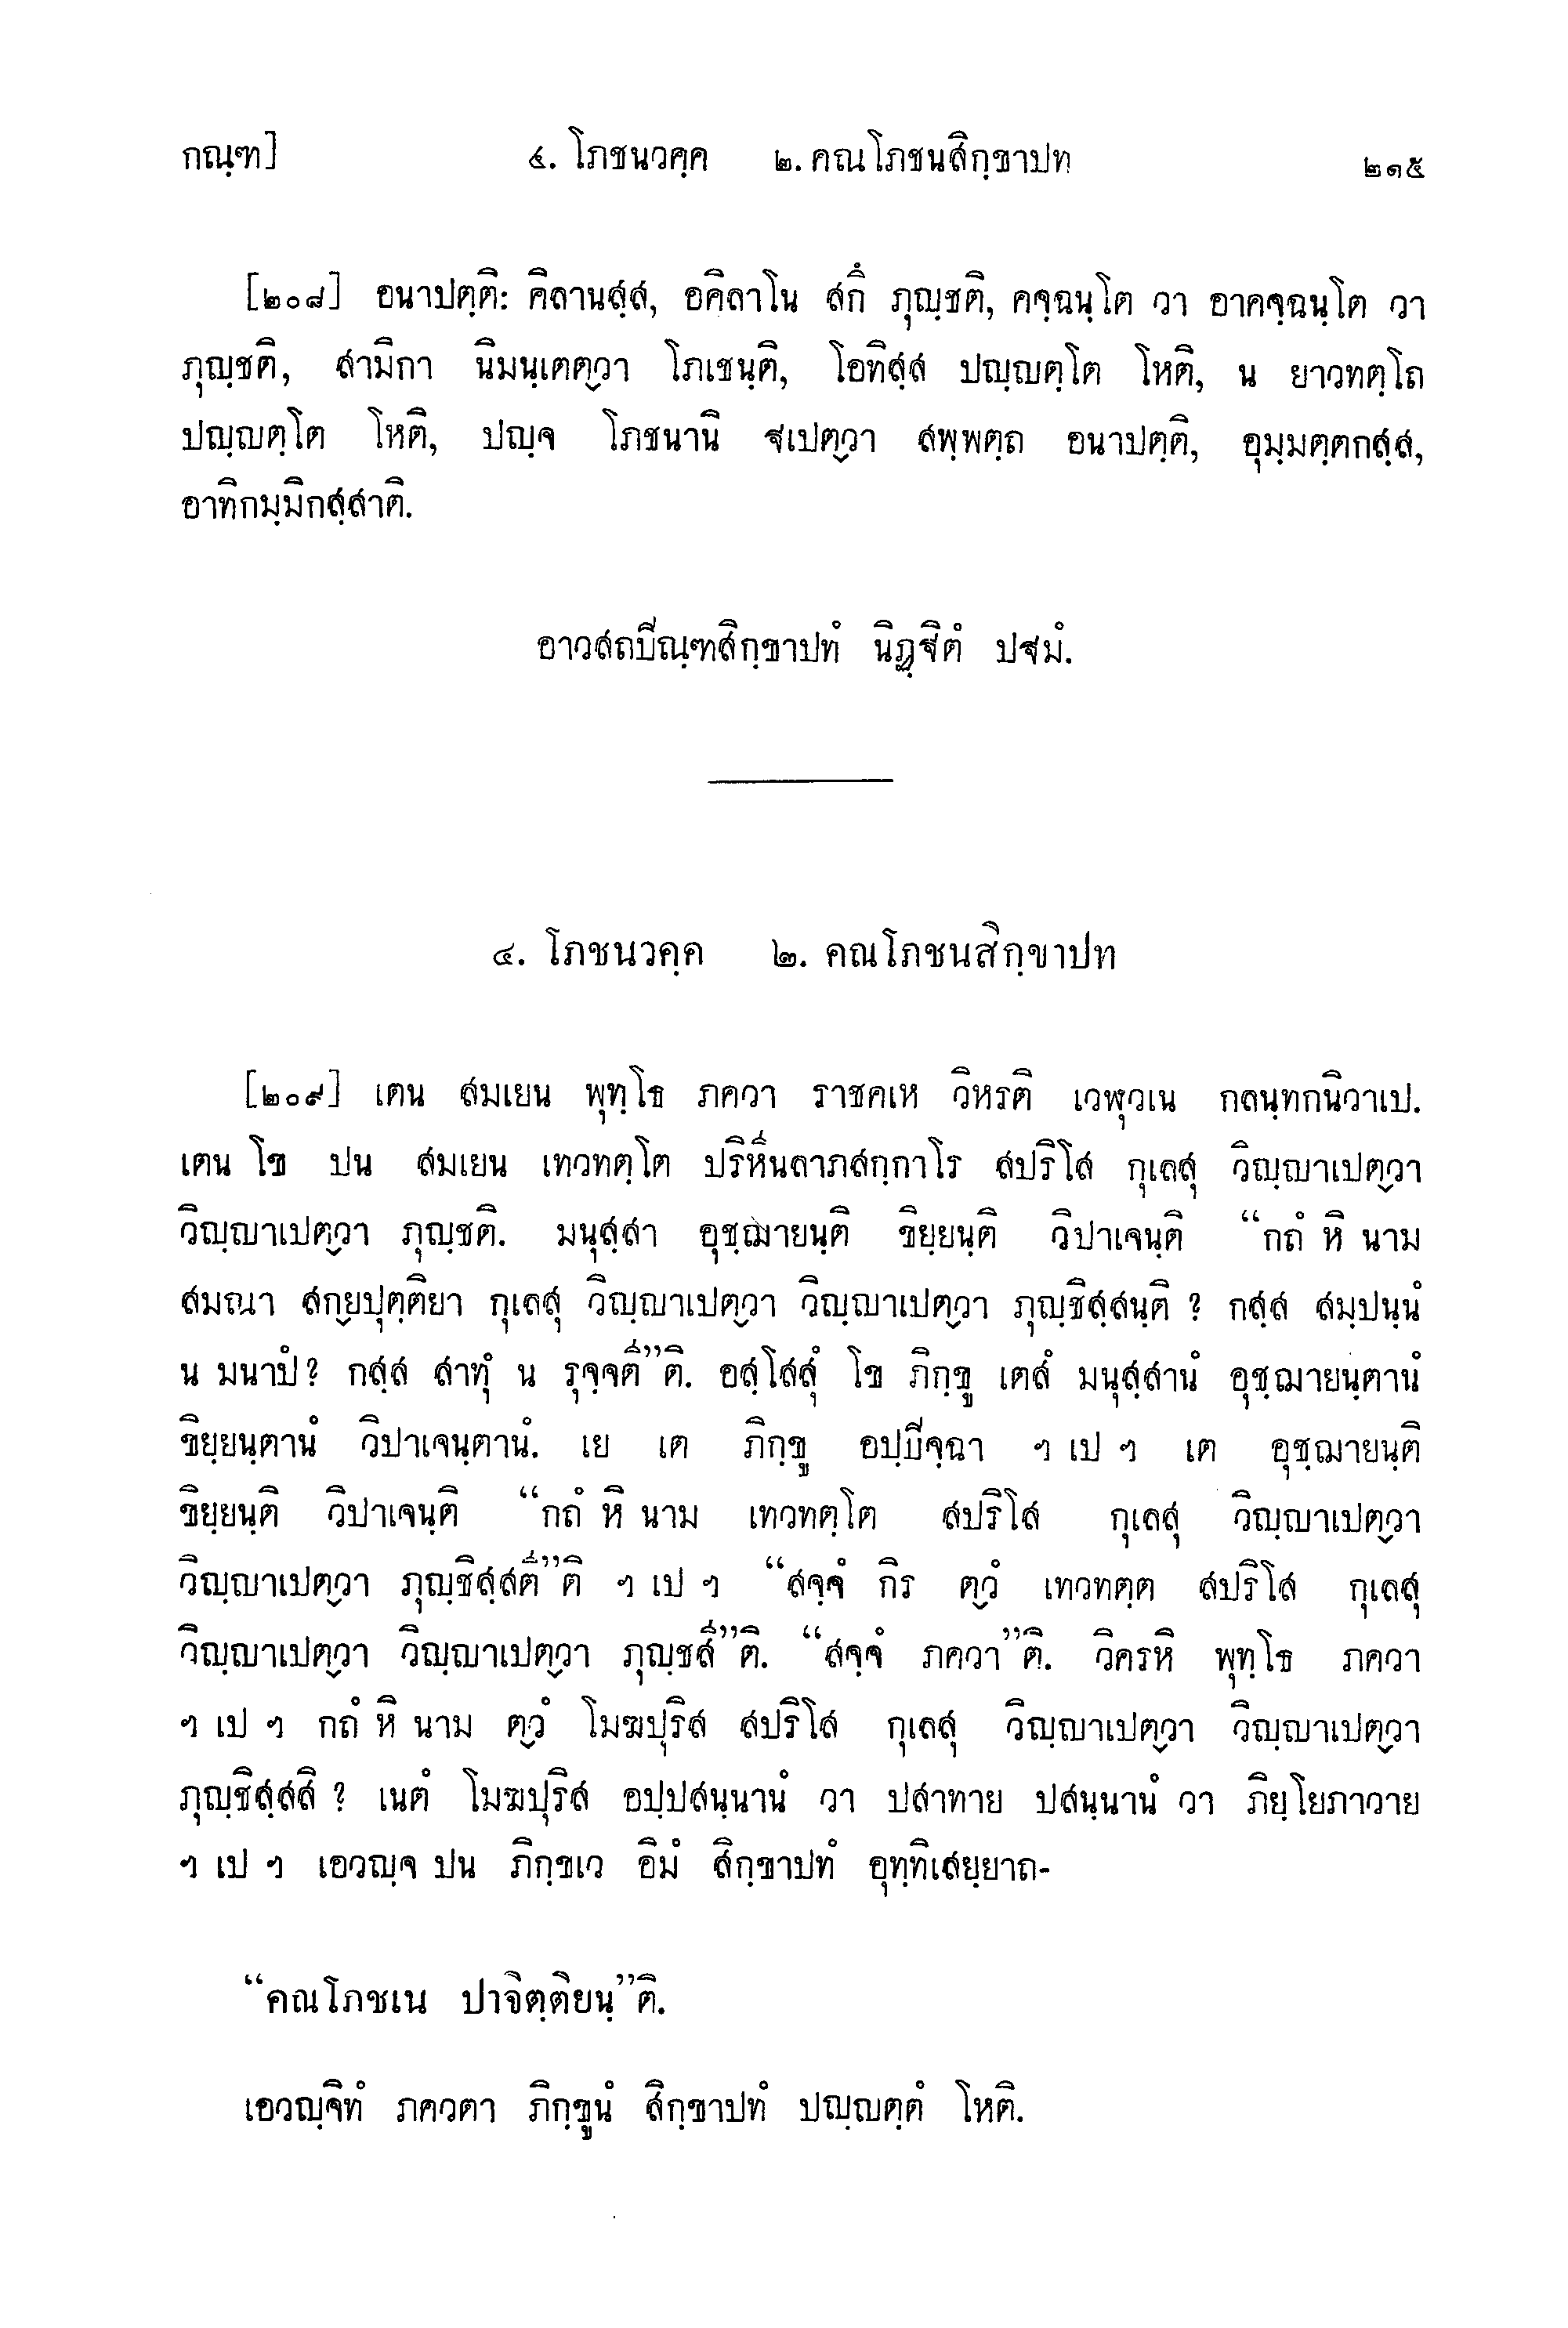 กณฺฑ] ๔. โภชนวคฺค ๒. คณโภชนสิกฺขาปท ๒๑๕
[๒๐๘] อนาปตฺติ: คิลานสฺส, อคิลาโน สกึ ภุญฺชติ, คจฺฉนฺโต วา อาคจฺฉนฺโต วา
ภุญฺชติ, สามิกา นิมนฺเตตฺวา โภเชนฺติ, โอทิสฺส ปญฺญตฺโต โหติ, น ยาวทตฺโถ
ปญฺญตฺโต โหติ, ปญฺจ โภชนานิ ฐเปตฺวา สพฺพตฺถ อนาปตฺติ, อุมฺมตฺตกสฺส,
อาทิกมฺมิกสฺสาติ.
อาวสถปิณฺฑสิกฺขาปทํ นิฏฺฐิตํ ปฐมํ.
๔. โภชนวคฺค ๒. คณโภชนสิกฺขาปท
[๒๐๙] เตน สมเยน พุทฺโธ ภควา ราชคเห วิหรติ เวฬุวเน กลนฺทกนิวาเป.
เตน โข ปน สมเยน เทวทตฺโต ปริหีนลาภสกฺกาโร สปริโส กุเลสุ วิญฺญาเปตฺวา
วิญฺญาเปตฺวา ภุญฺชติ. มนุสฺสา อุชฺฌายนฺติ ขิยฺยนฺติ วิปาเจนฺติ “กถํ หิ นาม
สมณา สกฺยปุตฺติยา กุเลสุ วิญฺญาเปตฺวา วิญฺญาเปตฺวา ภุญฺชิสฺสนฺติ ? กสฺส สมฺปนฺนํ
น มนาปํ? กสฺส สาทุํ น รุจฺจตี”ติ. อสฺโสสุํ โข ภิกฺขู เตสํ มนุสฺสานํ อุชฺฌายนฺตานํ
ขิยฺยนฺตานํ วิปาเจนฺตานํ. เย เต ภิกฺขู อปฺปิจฺฉา ฯ เป ฯ เต อุชฺฌายนฺติ
ขิยฺยนฺติ วิปาเจนฺติ “กถํ หิ นาม เทวทตฺโต สปริโส กุเลสุ วิญฺญาเปตฺวา
วิญฺญาเปตฺวา ภุญฺชิสฺสตี”ติ ฯ เป ฯ “สจฺจํ กิร ตฺวํ เทวทตฺต สปริโส กุเลสุ
วิญฺญาเปตฺวา วิญฺญาเปตฺวา ภุญฺชสี”ติ. “สจฺจํ ภควา”ติ. วิครหิ พุทฺโธ ภควา
ฯ เป ฯ กถํ หิ นาม ตฺวํ โมฆปุริส สปริโส กุเลสุ วิญฺญาเปตฺวา วิญฺญาเปตฺวา
ภุญฺชิสฺสสิ ? เนตํ โมฆปุริส อปฺปสนฺนานํ วา ปสาทาย ปสนฺนานํ วา ภิยฺโยภาวาย
ฯ เป ฯ เอวญฺจ ปน ภิกฺขเว อิมํ สิกฺขาปทํ อุทฺทิเสยฺยาถ-
“คณโภชเน ปาจิตฺติยนฺ”ติ.
เอวญฺจิทํ ภควตา ภิกฺขูนํ สิกฺขาปทํ ปญฺญตฺตํ โหติ.